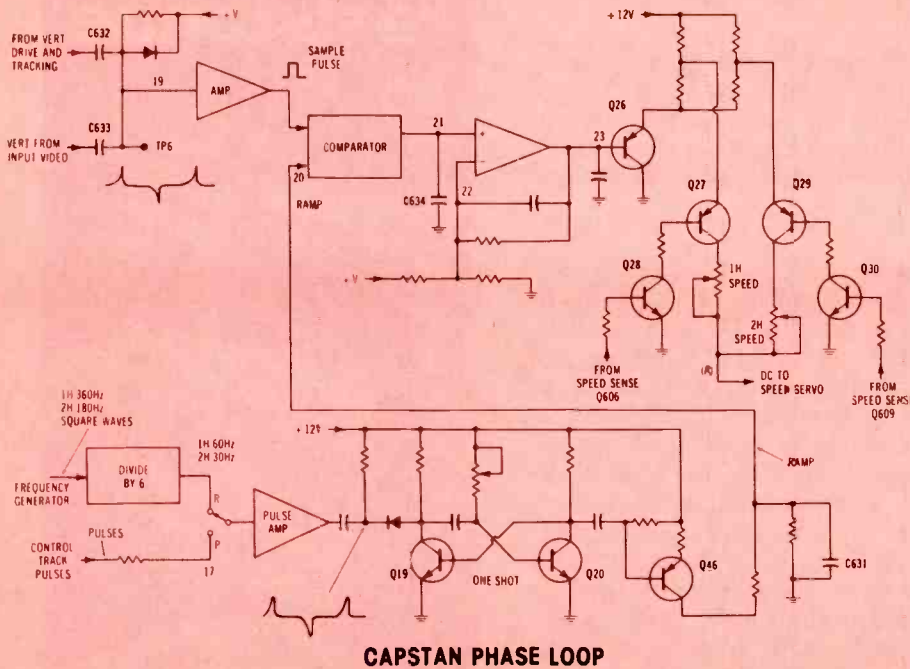 +V
C632
FROM VERT
DRIVE AND
TRACKING
19
AMP
SAMPLE
PULSE
VERT FROM
INPUT VIDEO
C633
TP6
COMPARATOR
20
RAMP
21
C634
22
+V
23
+ 12V
Q26
Q27
Q29
Q28
Q30
1H
SPEED
2H
SPEED
FROM
SPEED SENSE
Q606
DC TO
SPEED SERVO
FROM
SPEED SENSE
Q609
1H 360Hz
2H 180Hz
SQUARE WAVES
1H 60Hz
2H 30Hz
FREQUENCY
GENERATOR
DIVIDE
BY 6
R
P
CONTROL
TRACK
PULSES
PULSES
17
PULSE
AMP
+ 12V
Q19
ONE SHOT
Q20
Q46
RAMP
C631
CAPSTAN PHASE LOOP